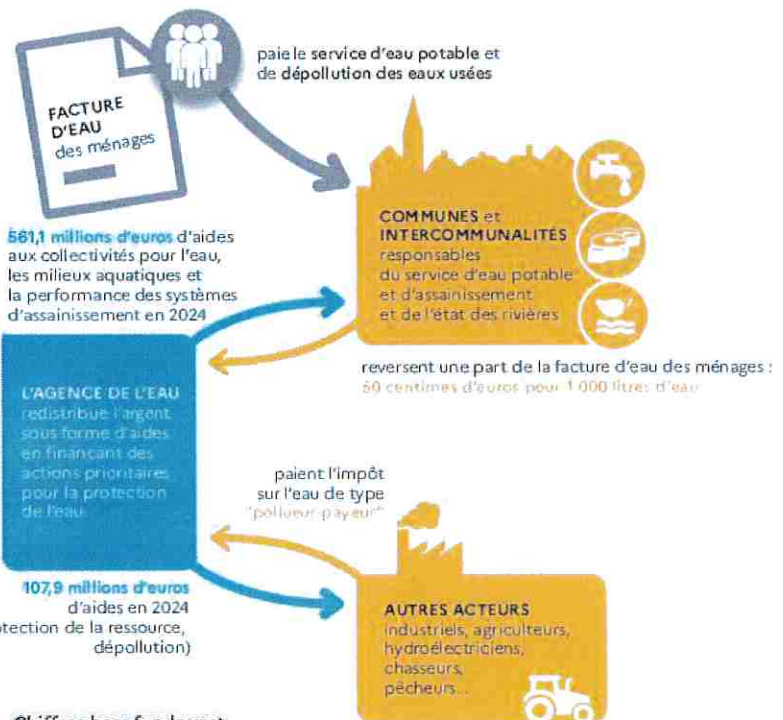 paie le service d'eau potable et
de dépollution des eaux usées
FACTURE
D'EAU
des ménages
561,1 millions d'euros d'aides
aux collectivités pour l'eau,
les milieux aquatiques et
la performance des systèmes
d'assainissement en 2024
COMMUNES et
INTERCOMMUNALITÉS
responsables
du service d'eau potable
et d'assainissement
et de l'état des rivières
reversent une part de la facture d'eau des ménages :
50 centimes d'euros pour 1 000 litres d'eau
L'AGENCE DE L'EAU
redistribue l'argent
sous forme d'aides
en finançant des
actions prioritaires
pour la protection
de l'eau
paient l'impôt
sur l'eau de type
"pollueur-payeur"
107,9 millions d'euros
d'aides en 2024
de la ressource,
dépollution)
AUTRES ACTEURS
industriels, agriculteurs,
hydroélectriciens,
chasseurs,
pêcheurs...